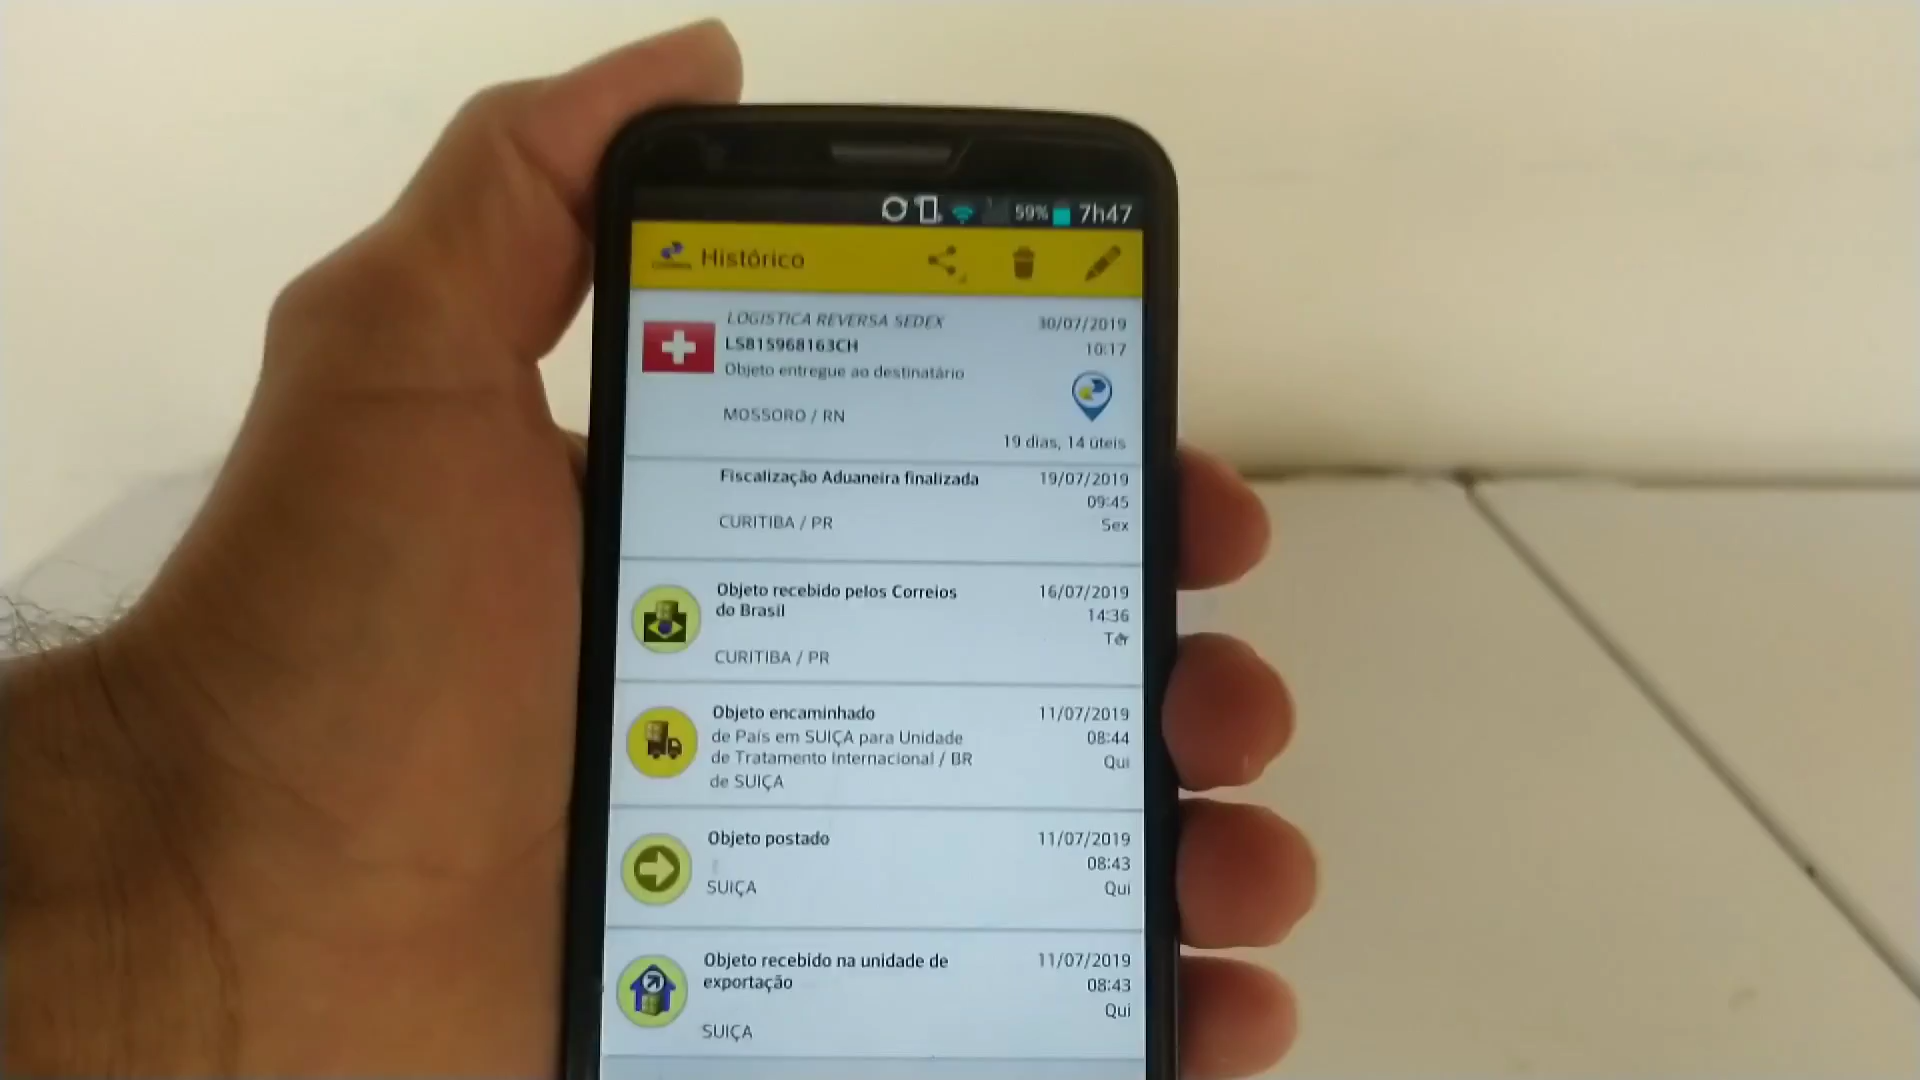 59% 7h47
Histórico
LOGISTICA REVERSA SEDEX 30/07/2019
LS815968163CH 10:17
Objeto entregue ao destinatário
MOSSORO / RN
19 dias, 14 úteis
Fiscalização Aduaneira finalizada 19/07/2019
09:45
CURITIBA / PR Sex
Objeto recebido pelos Correios 16/07/2019
do Brasil 14:36
Ter
CURITIBA / PR
Objeto encaminhado 11/07/2019
de País em SUIÇA para Unidade 08:44
de Tratamento Internacional / BR Qui
de SUIÇA
Objeto postado 11/07/2019
08:43
SUIÇA Qui
Objeto recebido na unidade de 11/07/2019
exportação 08:43
Qui
SUIÇA